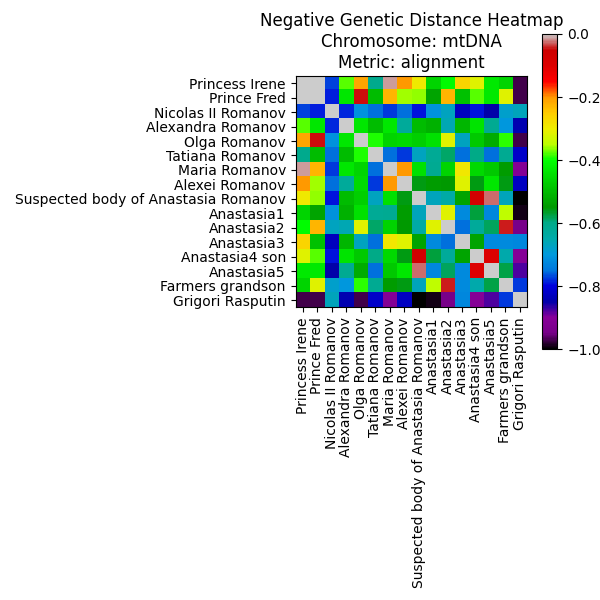 Negative Genetic Distance Heatmap
Chromosome: mtDNA
Metric: alignment
Princess Irene
Prince Fred
Nicolas II Romanov
Alexandra Romanov
Olga Romanov
Tatiana Romanov
Maria Romanov
Alexei Romanov
Suspected body of Anastasia Romanov
Anastasia1
Anastasia2
Anastasia3
Anastasia4 son
Anastasia5
Farmers grandson
Grigori Rasputin
Princess Irene
Prince Fred
Nicolas II Romanov
Alexandra Romanov
Olga Romanov
Tatiana Romanov
Maria Romanov
Alexei Romanov
Suspected body of Anastasia Romanov
Anastasia1
Anastasia2
Anastasia3
Anastasia4 son
Anastasia5
Farmers grandson
Grigori Rasputin
0.0
−0.2
−0.4
−0.6
−0.8
−1.0